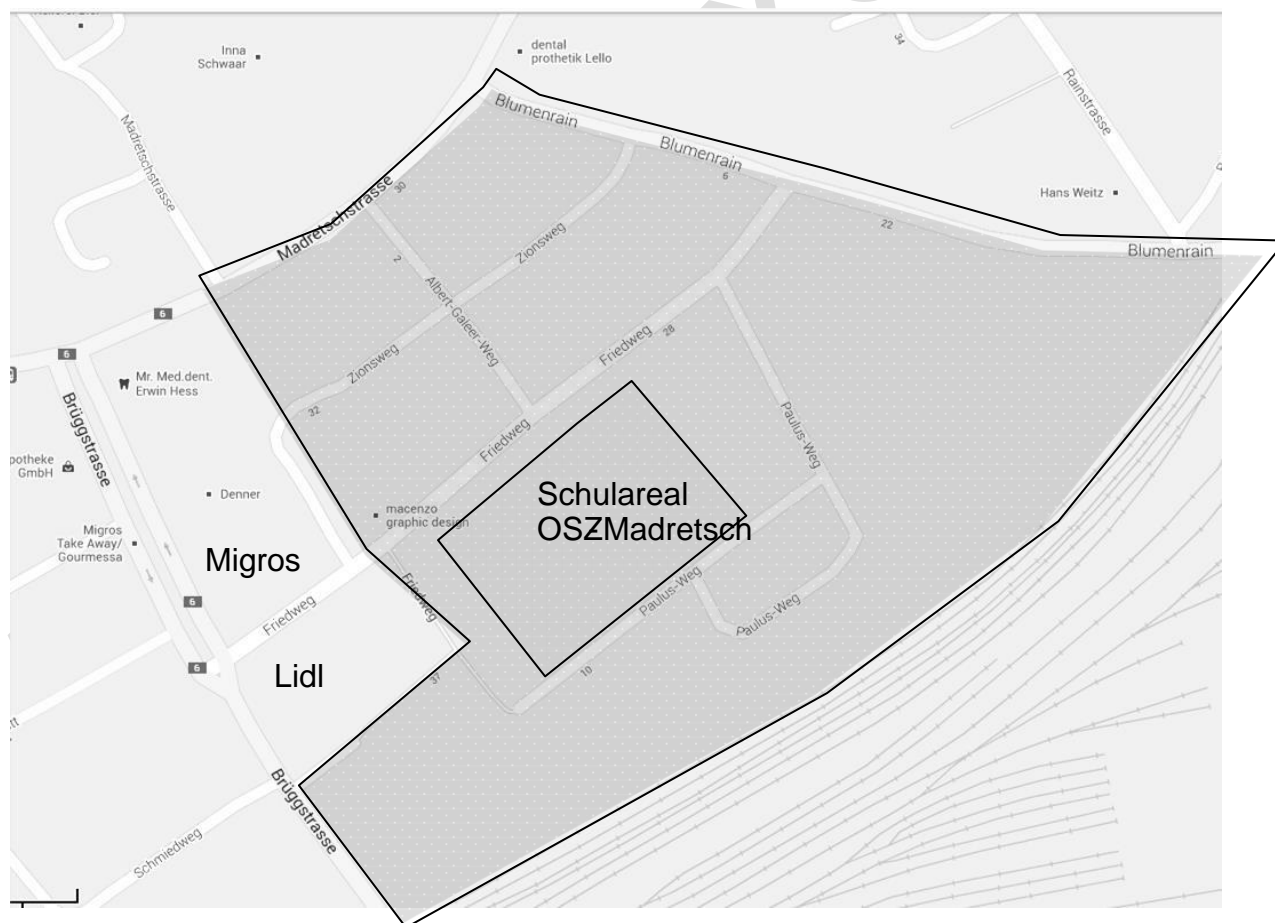 Inna
Schwaar
dental
prothetik Lello
34
Rainstrasse
Madretschstrasse
Blumenrain
Blumenrain
6
Hans Weitz
22
Blumenrain
30
Madretschstrasse
2
Zionsweg
Albert-Galeer-Weg
6
6
Friedweg
28
Mr. Med.dent.
Erwin Hess
Zionsweg
32
Brüggstrasse
Friedweg
Paulus-Weg
potheke
GmbH
Denner
macenzo
graphic design
Schulareal
OSZMadretsch
Migros
Take Away/
Gourmessa
Migros
6
Friedweg
Friedweg
Paulus-Weg
Paulus-Weg
6
Lidl
37
10
Brüggstrasse
Schmiedweg